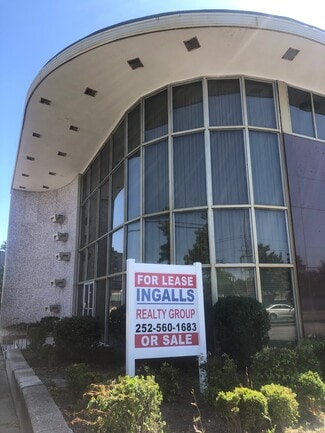 FOR LEASE
INGALLS
REALTY GROUP
252-560-1683
OR SALE